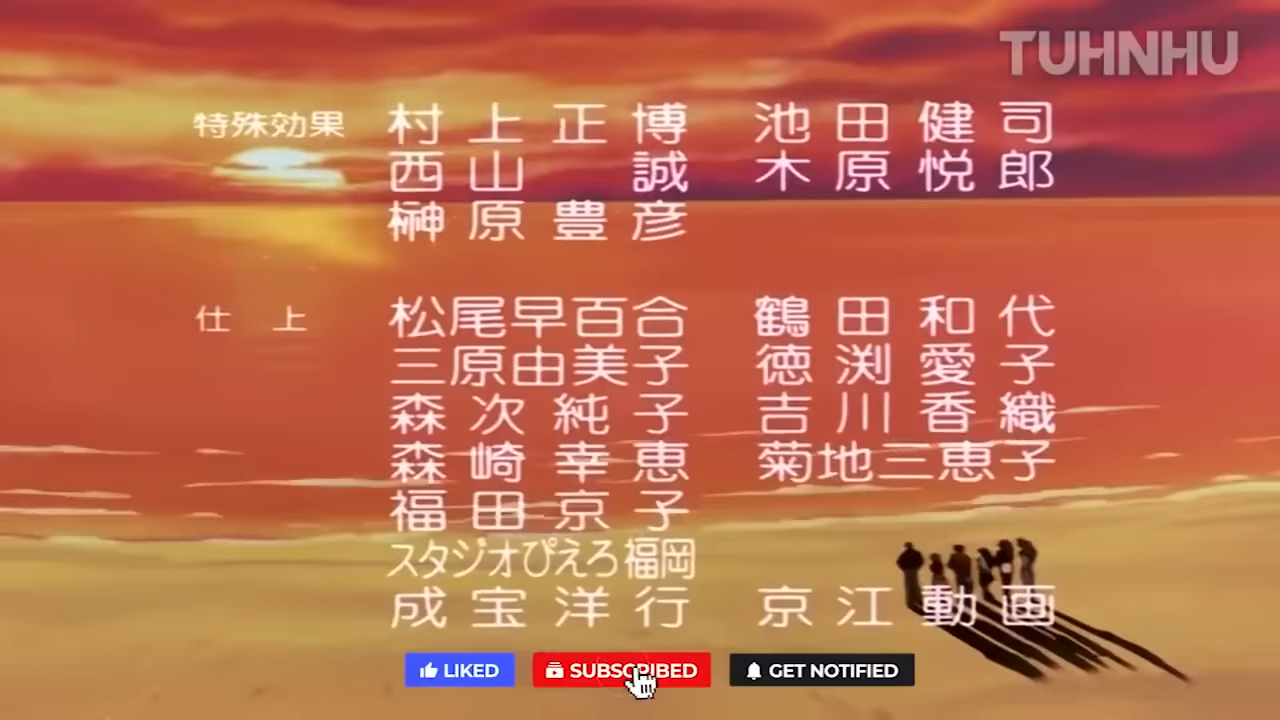 TUHNHU
特殊効果 村上正博 池田健司
西山 誠 木原悦郎
榊原豊彦
仕上 松尾早百合 鶴田和代
三原由美子 徳渕愛子
森次純子 吉川香織
森崎幸恵 菊地三恵子
福田京子
スタジオぴえろ福岡
成宝洋行 京江動画
LIKED SUBSCRIBED GET NOTIFIED